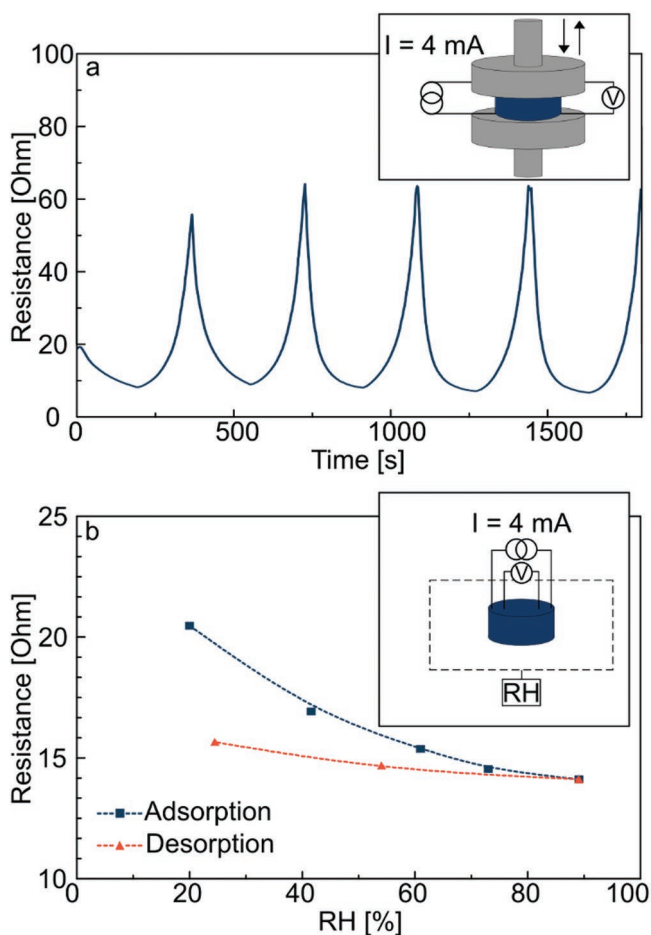 a
I = 4 mA
V
Resistance [Ohm]
100
80
60
40
20
0
0
500
1000
1500
Time [s]
b
I = 4 mA
V
RH
Resistance [Ohm]
25
20
15
10
Adsorption
Desorption
0
20
40
60
80
100
RH [%]